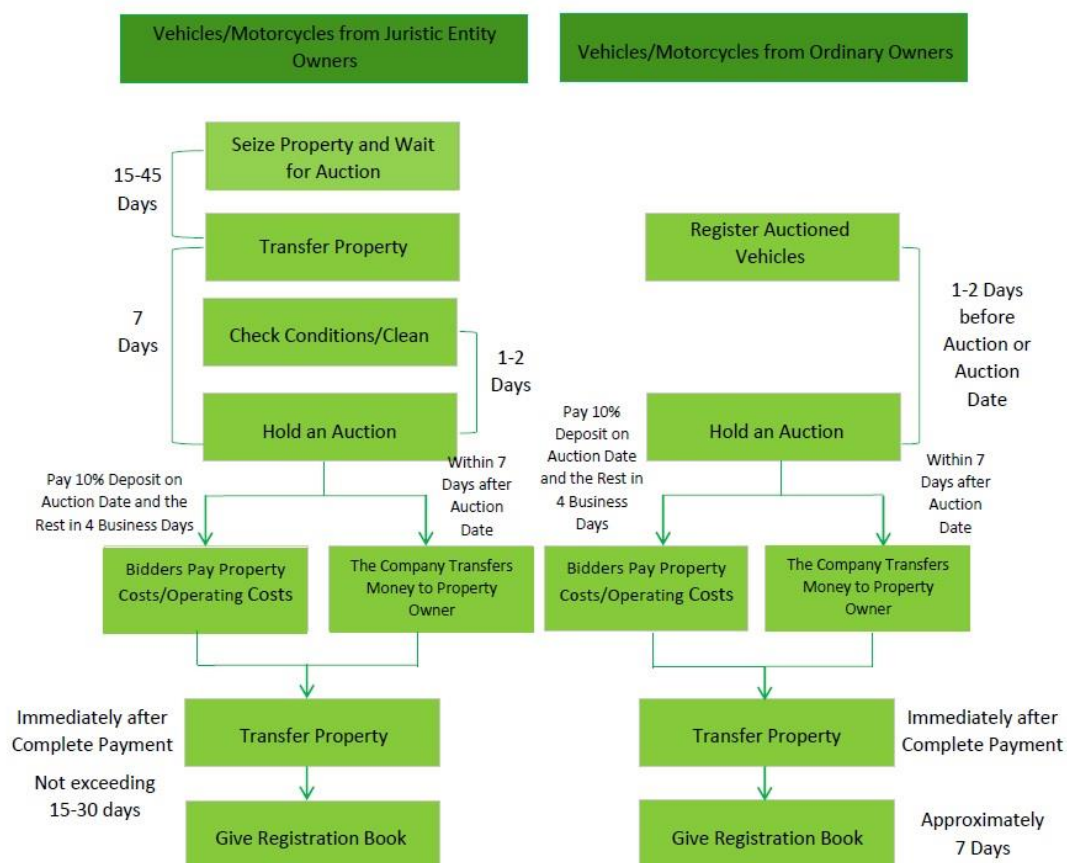 Vehicles/Motorcycles from Juristic Entity
Owners
Vehicles/Motorcycles from Ordinary Owners
Seize Property and Wait
for Auction
15-45
Days
Transfer Property
Register Auctioned
Vehicles
7
Days
Check Conditions/Clean
1-2
Days
1-2 Days
before
Auction or
Auction
Date
Hold an Auction
Hold an Auction
Pay 10% Deposit on
Auction Date and the
Rest in 4 Business Days
Within 7
Days after
Auction
Date
Pay 10%
Deposit on
Auction Date
and the Rest in
4 Business
Days
Within 7
Days after
Auction
Date
Bidders Pay Property
Costs/Operating Costs
The Company Transfers
Money to Property
Owner
Bidders Pay Property
Costs/Operating Costs
The Company Transfers
Money to Property
Owner
Immediately after
Complete Payment
Transfer Property
Transfer Property
Immediately after
Complete Payment
Not exceeding
15-30 days
Give Registration Book
Give Registration Book
Approximately
7 Days